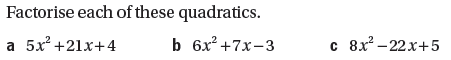 Factorise each of these quadratics.
a 5x² +21x+4 b 6x² +7x−3 c 8x² −22x+5